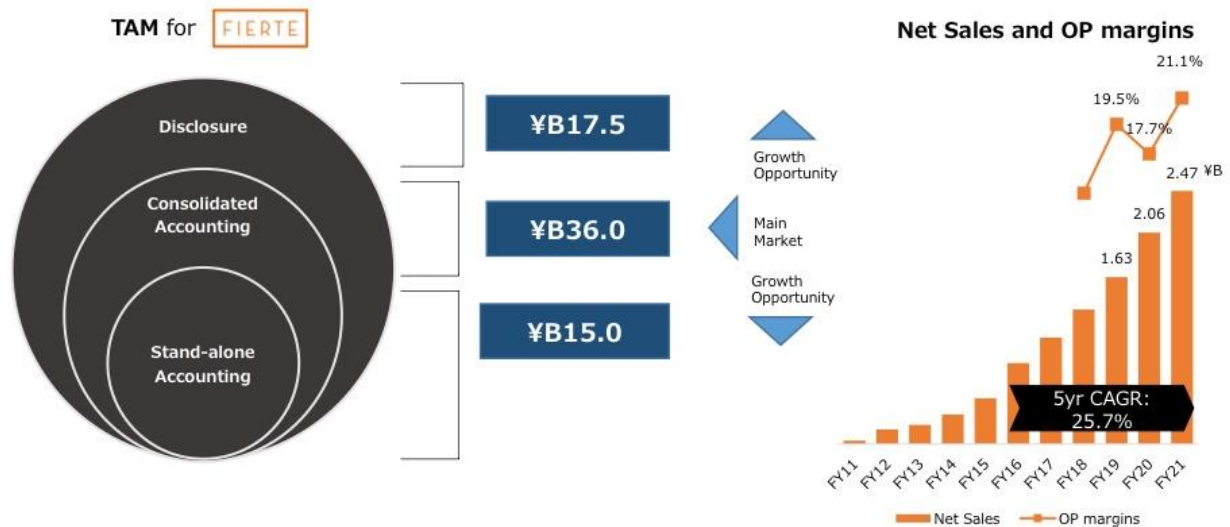 TAM for FIERTE
Disclosure
Consolidated
Accounting
Stand-alone
Accounting
¥B17.5
¥B36.0
¥B15.0
Growth
Opportunity
Main
Market
Growth
Opportunity
Net Sales and OP margins
21.1%
19.5%
17.7%
2.47 ¥B
2.06
1.63
5yr CAGR:
25.7%
FY11
FY12
FY13
FY14
FY15
FY16
FY17
FY18
FY19
FY20
FY21
Net Sales
OP margins